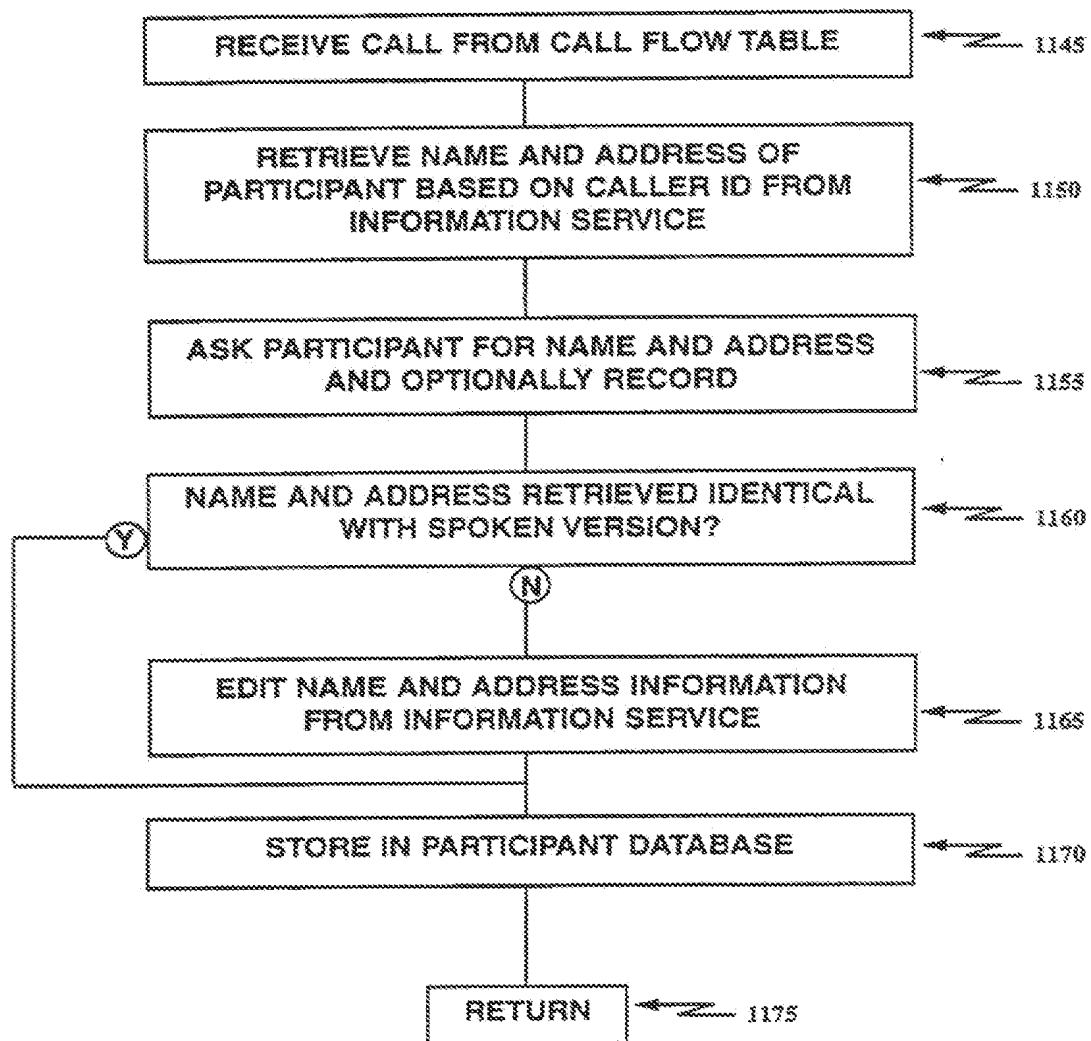 RECEIVE CALL FROM CALL FLOW TABLE
1145
RETRIEVE NAME AND ADDRESS OF
PARTICIPANT BASED ON CALLER ID FROM
INFORMATION SERVICE
1150
ASK PARTICIPANT FOR NAME AND ADDRESS
AND OPTIONALLY RECORD
1155
NAME AND ADDRESS RETRIEVED IDENTICAL
WITH SPOKEN VERSION?
1160
Y
N
EDIT NAME AND ADDRESS INFORMATION
FROM INFORMATION SERVICE
1165
STORE IN PARTICIPANT DATABASE
1170
RETURN
1175